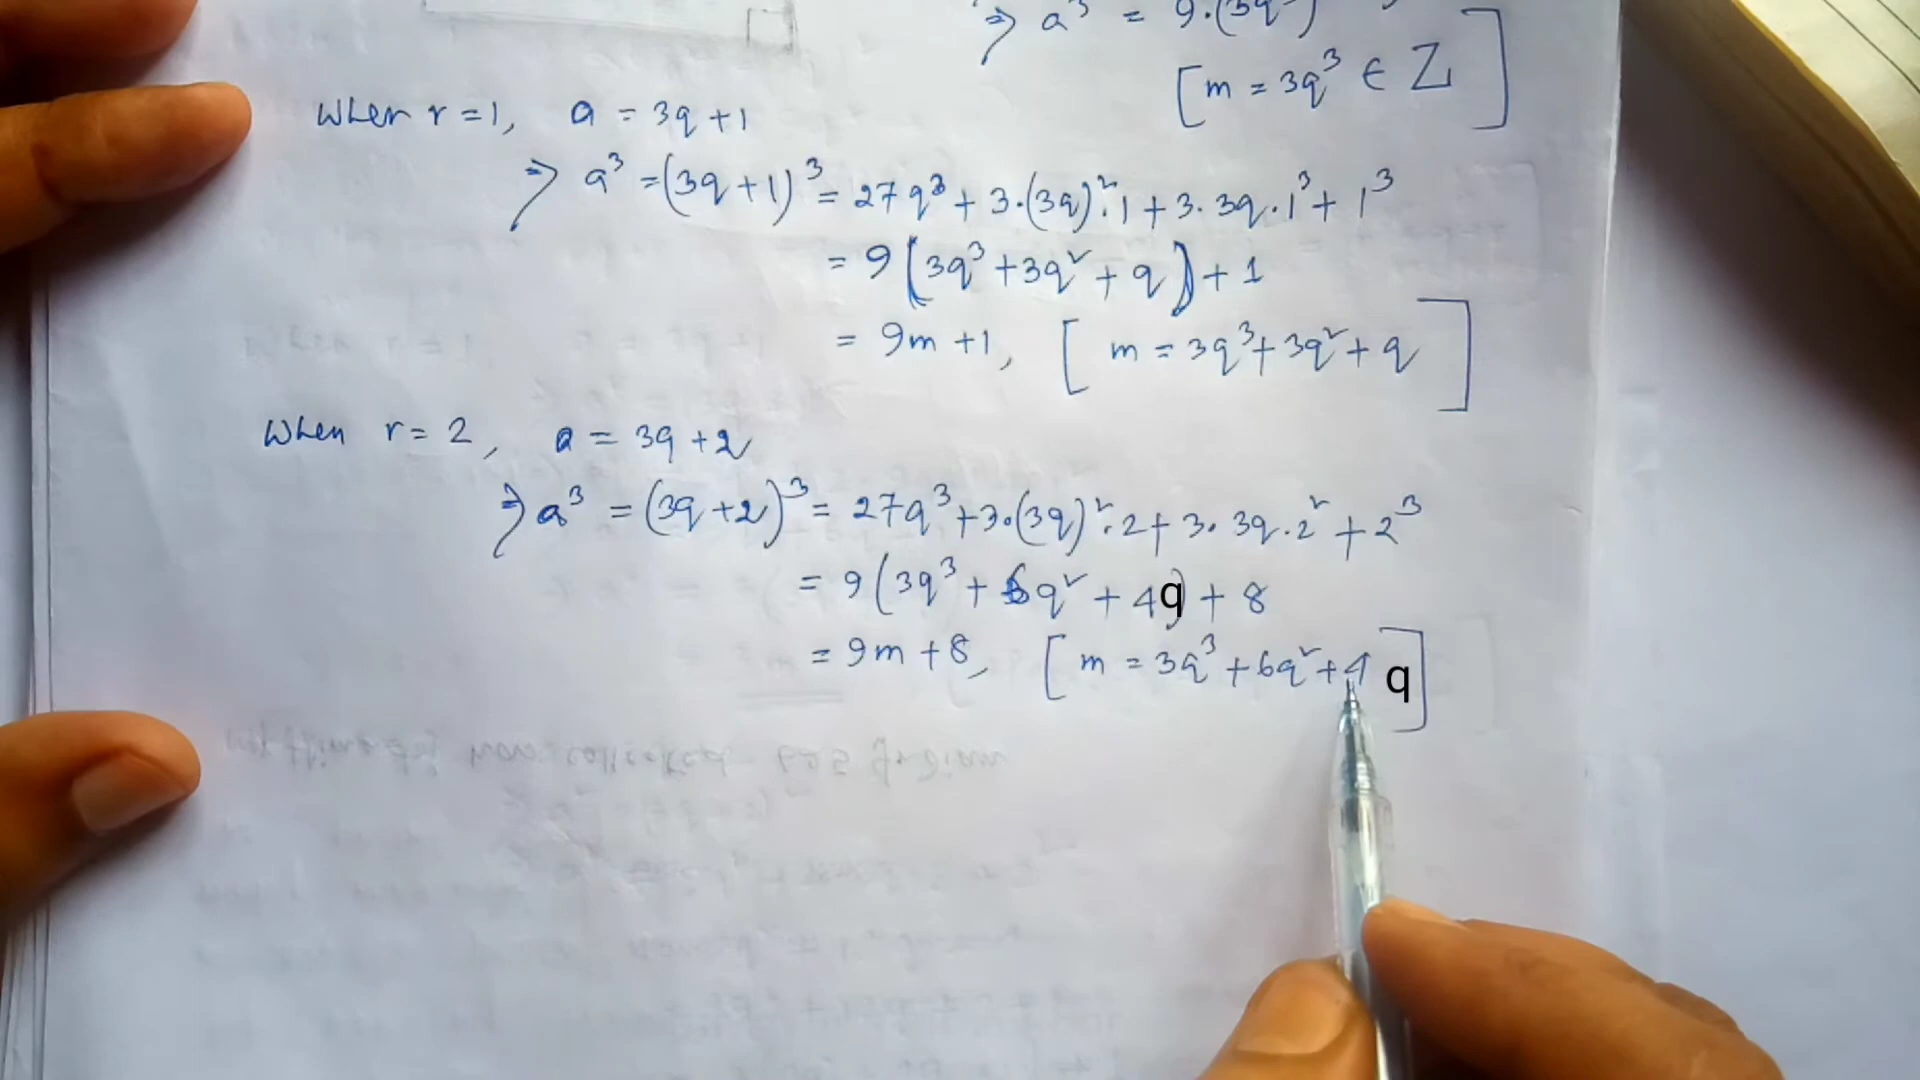 ⇒ a³ = 9·(3q³)
[m = 3q³ ∈ Z]
When r = 1, a = 3q + 1
⇒ a³ = (3q + 1)³ = 27q³ + 3·(3q)²·1 + 3·3q·1³ + 1³
= 9(3q³ + 3q² + q) + 1
= 9m + 1, [m = 3q³ + 3q² + q]
When r = 2, a = 3q + 2
⇒ a³ = (3q + 2)³ = 27q³ + 3·(3q)²·2 + 3·3q·2² + 2³
= 9(3q³ + 6q² + 4q) + 8
= 9m + 8, [m = 3q³ + 6q² + 4q]